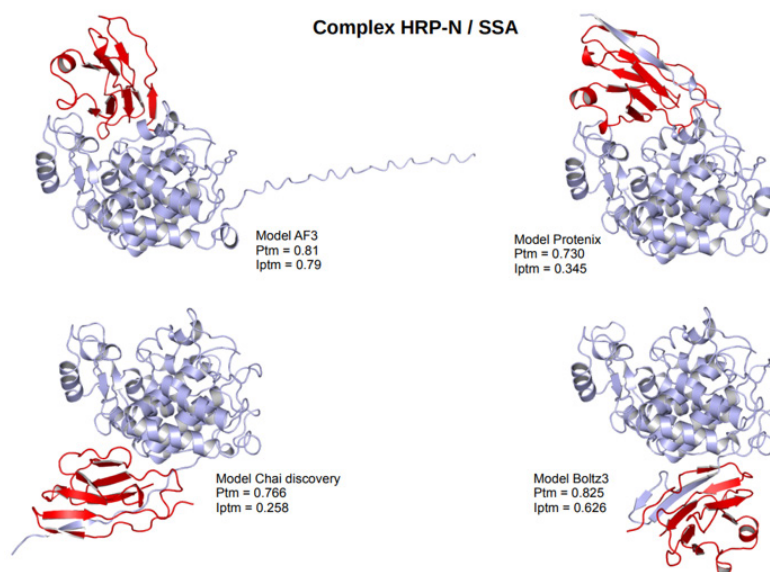 Complex HRP-N / SSA
Model AF3
Ptm = 0.81
Iptm = 0.79
Model Protenix
Ptm = 0.730
Iptm = 0.345
Model Chai discovery
Ptm = 0.766
Iptm = 0.258
Model Boltz3
Ptm = 0.825
Iptm = 0.626